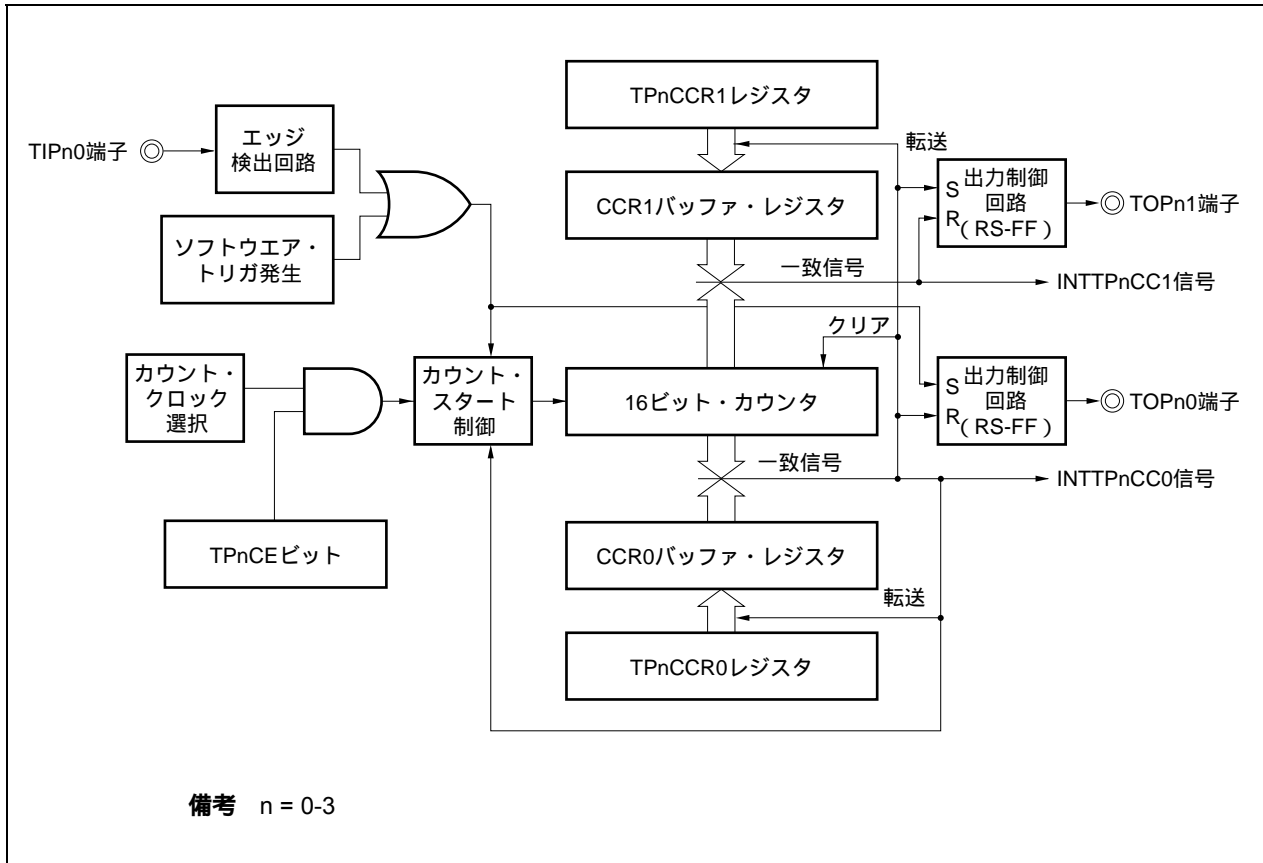 TPnCCR1レジスタ
転送
TIPn0端子
エッジ
検出回路
CCR1バッファ・レジスタ
S
R
出力制御
回路
( RS-FF )
TOPn1端子
ソフトウエア・
トリガ発生
一致信号
INTTPnCC1信号
クリア
カウント・
クロック
選択
カウント・
スタート
制御
16ビット・カウンタ
S
R
出力制御
回路
( RS-FF )
TOPn0端子
一致信号
INTTPnCC0信号
TPnCEビット
CCR0バッファ・レジスタ
転送
TPnCCR0レジスタ
備考 n = 0-3